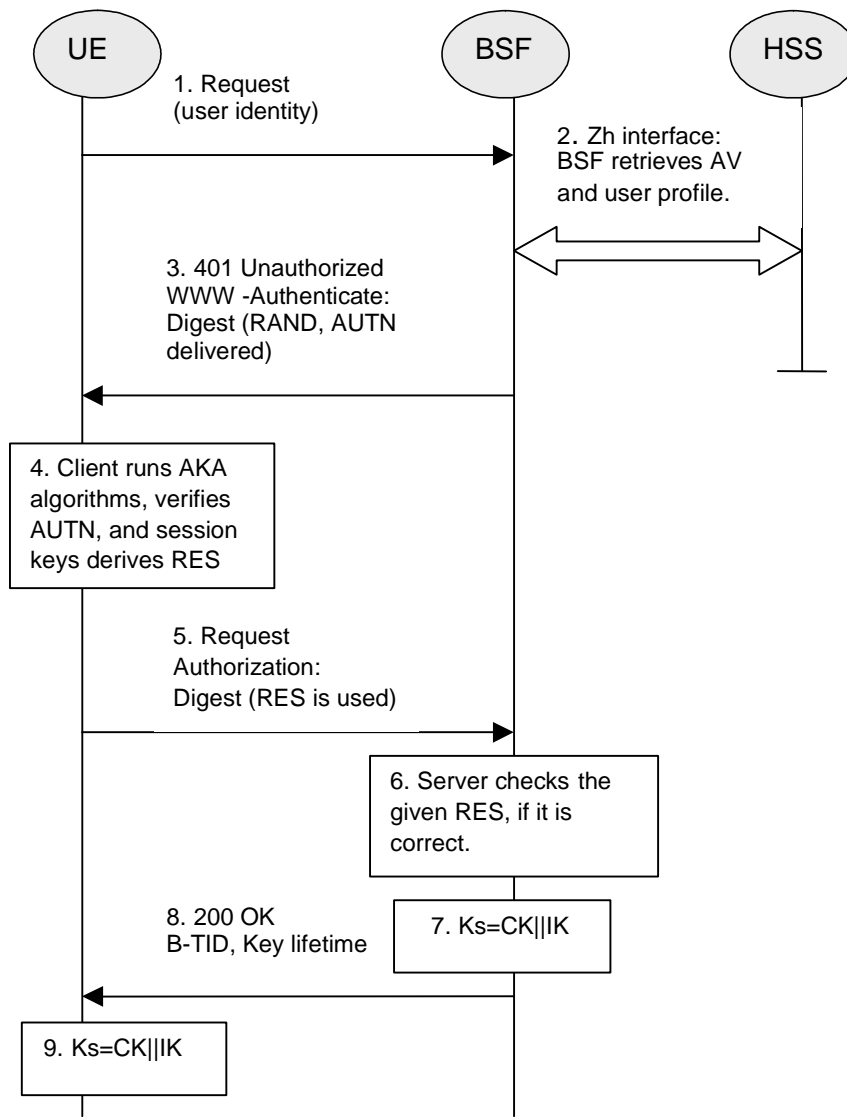 UE
BSF
HSS
1. Request
(user identity)
2. Zh interface:
BSF retrieves AV
and user profile.
3. 401 Unauthorized
WWW -Authenticate:
Digest (RAND, AUTN
delivered)
4. Client runs AKA
algorithms, verifies
AUTN, and session
keys derives RES
5. Request
Authorization:
Digest (RES is used)
6. Server checks the
given RES, if it is
correct.
7. Ks=CK||IK
8. 200 OK
B-TID, Key lifetime
9. Ks=CK||IK